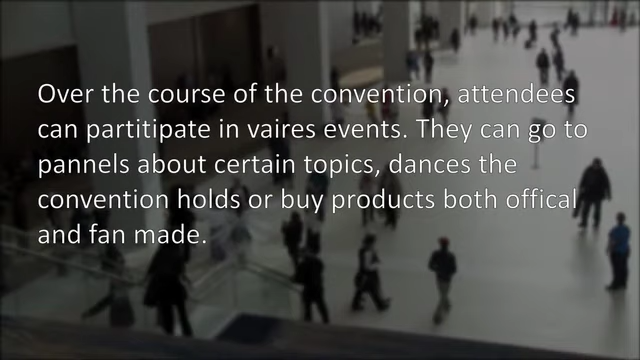 Over the course of the convention, attendees
can partitipate in vaires events. They can go to
pannels about certain topics, dances the
convention holds or buy products both offical
and fan made.